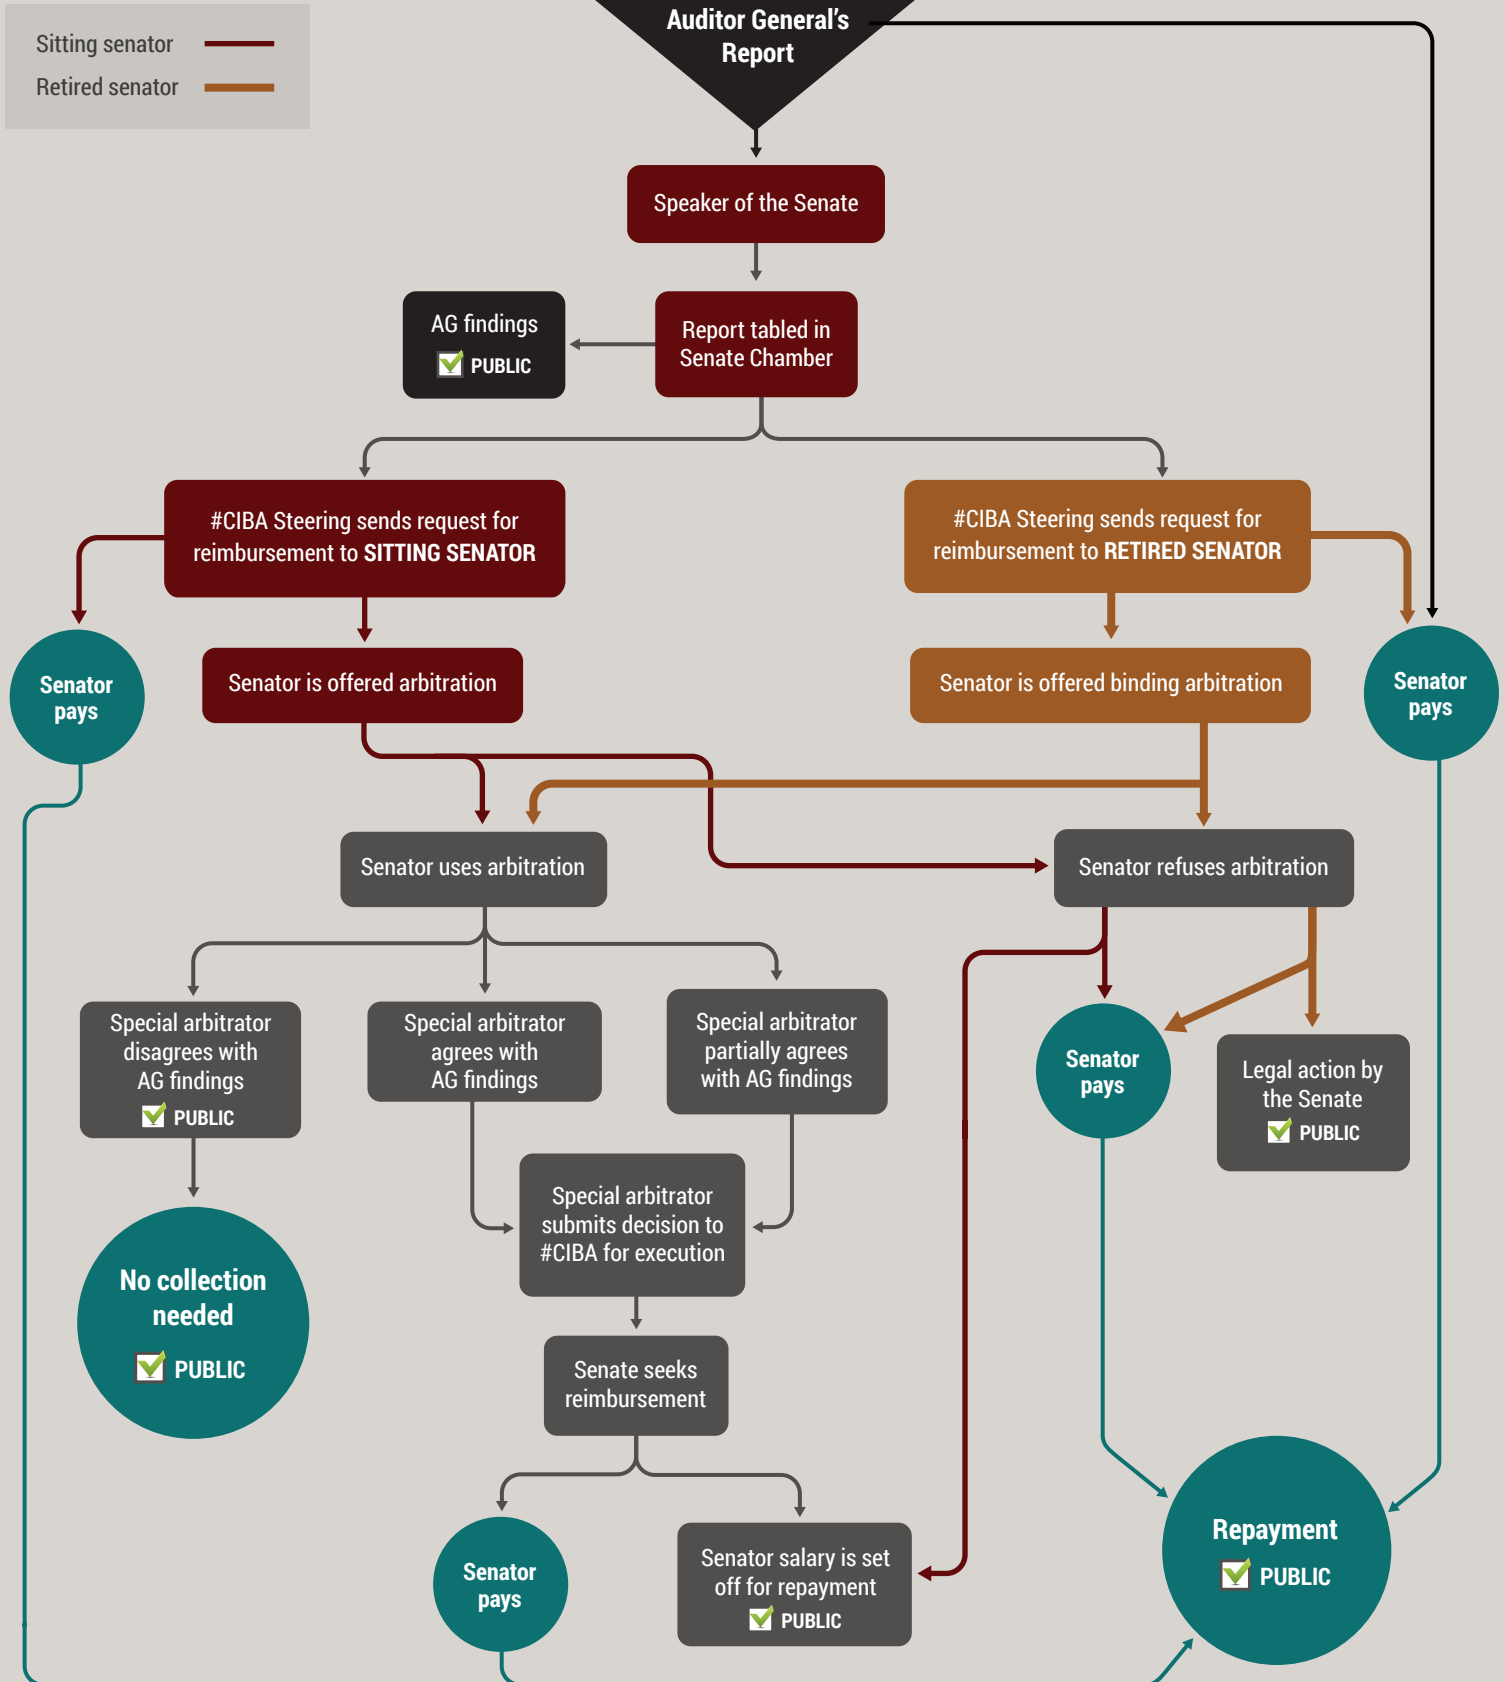 Sitting senator
Retired senator
Auditor General’s
Report
Speaker of the Senate
AG findings
PUBLIC
Report tabled in
Senate Chamber
#CIBA Steering sends request for
reimbursement to SITTING SENATOR
#CIBA Steering sends request for
reimbursement to RETIRED SENATOR
Senator
pays
Senator is offered arbitration
Senator is offered binding arbitration
Senator
pays
Senator uses arbitration
Senator refuses arbitration
Special arbitrator
disagrees with
AG findings
PUBLIC
Special arbitrator
agrees with
AG findings
Special arbitrator
partially agrees
with AG findings
Senator
pays
Legal action by
the Senate
PUBLIC
Special arbitrator
submits decision to
#CIBA for execution
No collection
needed
PUBLIC
Senate seeks
reimbursement
Senator
pays
Senator salary is set
off for repayment
PUBLIC
Repayment
PUBLIC